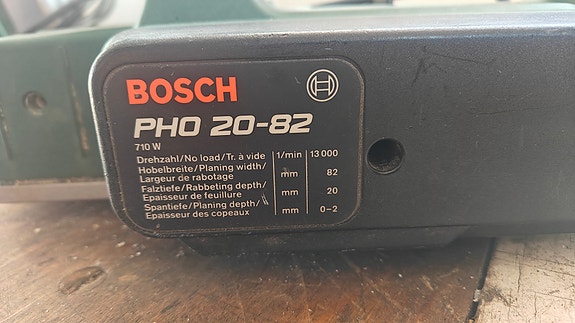 BOSCH
PHO 20-82
710 W
Drehzahl/No load/Tr. à vide 1/min 13 000
Hobelbreite/Planing width/
Largeur de rabotage mm 82
Falztiefe/Rabbeting depth/
Epaisseur de feuillure mm 20
Spantiefe/Planing depth/
Epaisseur des copeaux mm 0-2